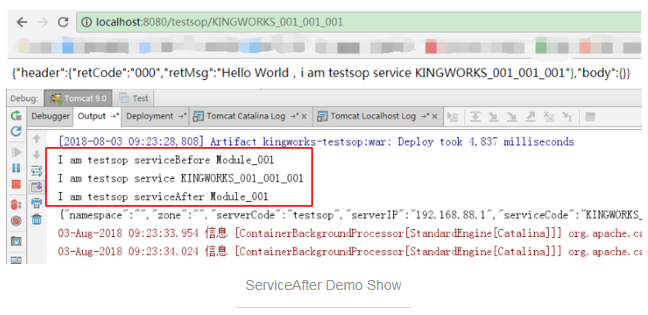 localhost:8080/testsop/KINGWORKS_001_001_001
{"header":{"retCode":"000","retMsg":"Hello World , i am testsop service KINGWORKS_001_001_001"},"body":{}}
Debug: Tomcat 9.0 Test
Debugger Output Deployment Tomcat Catalina Log Tomcat Localhost Log
[2018-08-03 09:23:28,808] Artifact kingworks-testsop:war: Deploy took 4,837 milliseconds
I am testsop serviceBefore Module_001
I am testsop service KINGWORKS_001_001_001
I am testsop serviceAfter Module_001
{"namespace":"","zone":"","serverCode":"testsop","serverIP":"192.168.88.1","serviceCode":"KINGWORKS_
03-Aug-2018 09:23:33.954 信息 [ContainerBackgroundProcessor[StandardEngine[Catalina]]] org.apache.ca
03-Aug-2018 09:23:34.024 信息 [ContainerBackgroundProcessor[StandardEngine[Catalina]]] org.apache.ca
ServiceAfter Demo Show